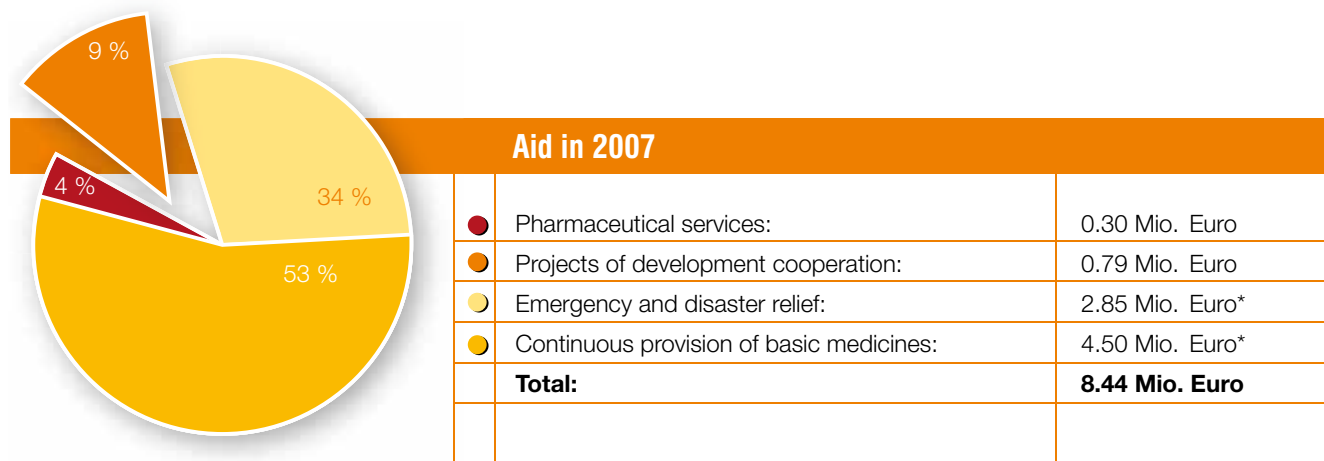 9 %
Aid in 2007
4 %
34 %
53 %
Pharmaceutical services: 0.30 Mio. Euro
Projects of development cooperation: 0.79 Mio. Euro
Emergency and disaster relief: 2.85 Mio. Euro*
Continuous provision of basic medicines: 4.50 Mio. Euro*
Total: 8.44 Mio. Euro